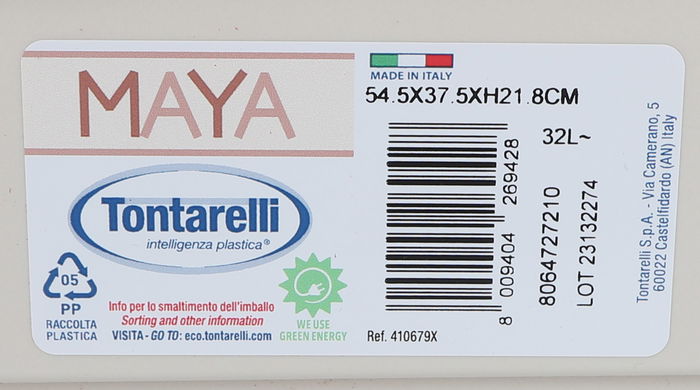 MAYA
MADE IN ITALY
54.5X37.5XH21.8CM
32L~
Tontarelli
intelligenza plastica®
05
PP
RACCOLTA
PLASTICA
Info per lo smaltimento dell'imballo
Sorting and other information
VISITA - GO TO: eco.tontarelli.com
WE USE
GREEN ENERGY
8 009404 269428
Ref. 410679X
8064727210
LOT 23132274
Tontarelli S.p.A. - Via Camerano, 5
60022 Castelfidardo (AN) Italy